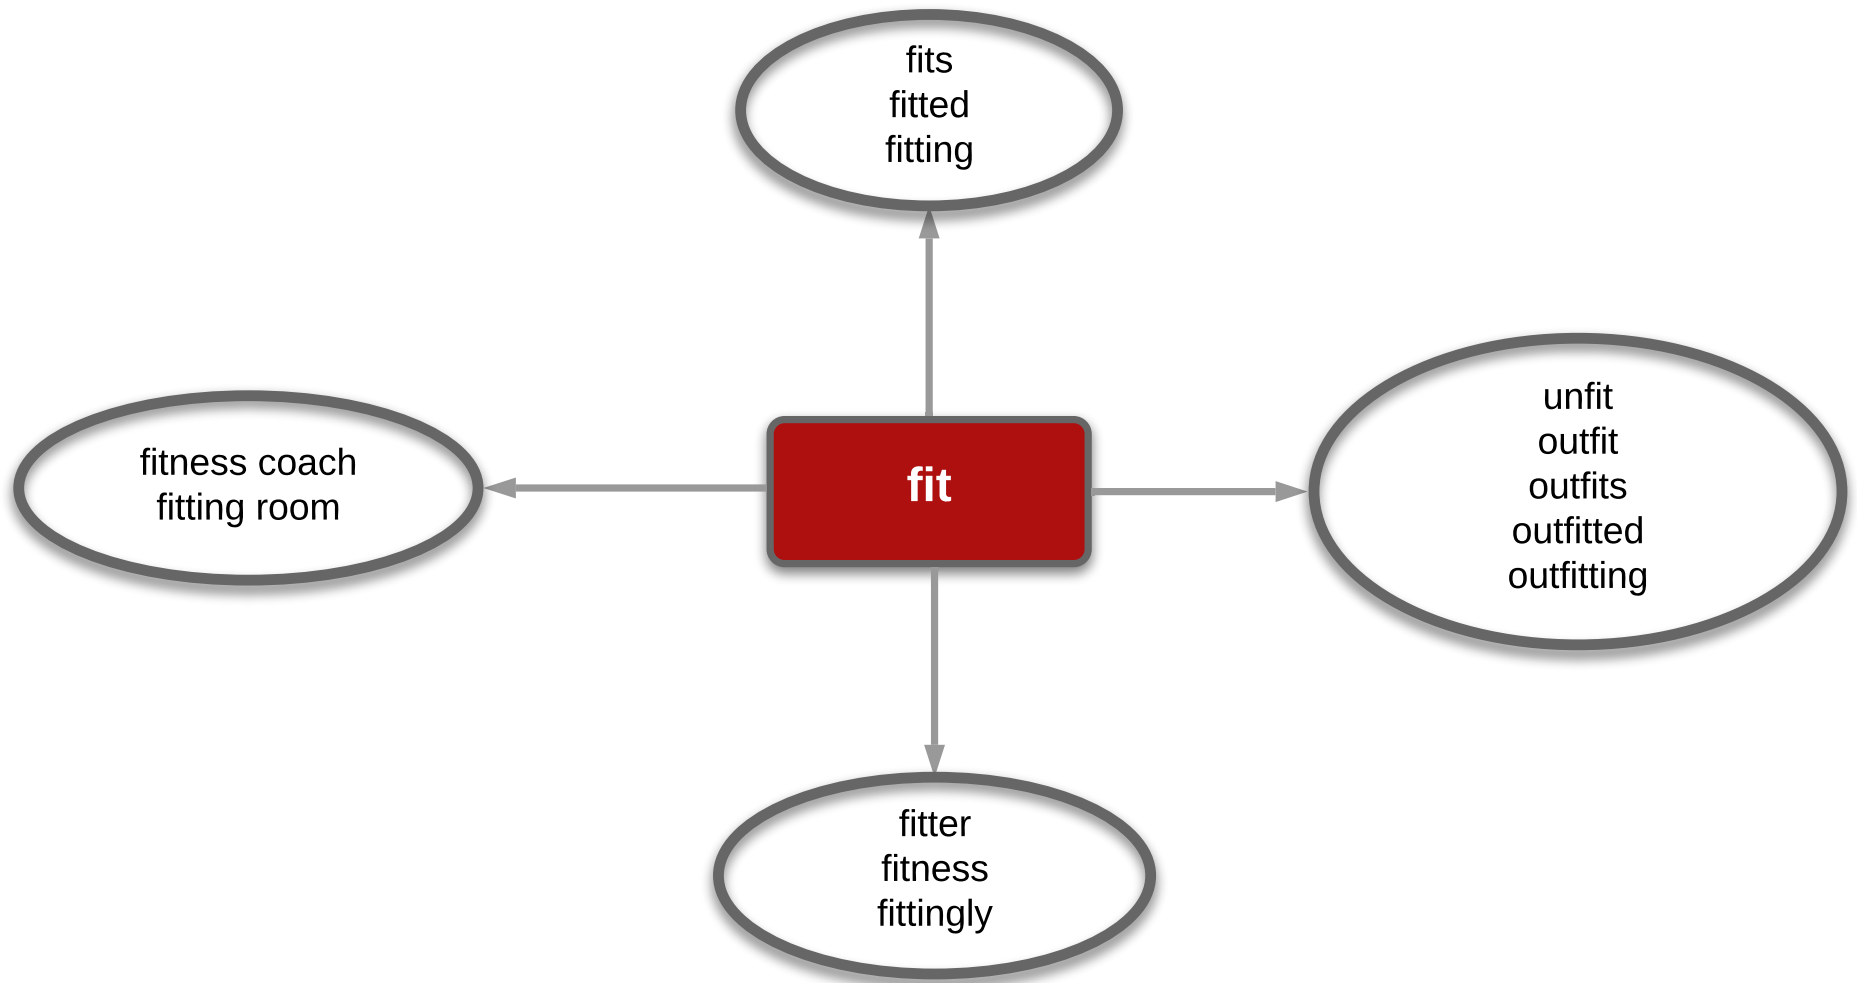 fits
fitted
fitting
fitness coach
fitting room
fit
unfit
outfit
outfits
outfitted
outfitting
fitter
fitness
fittingly